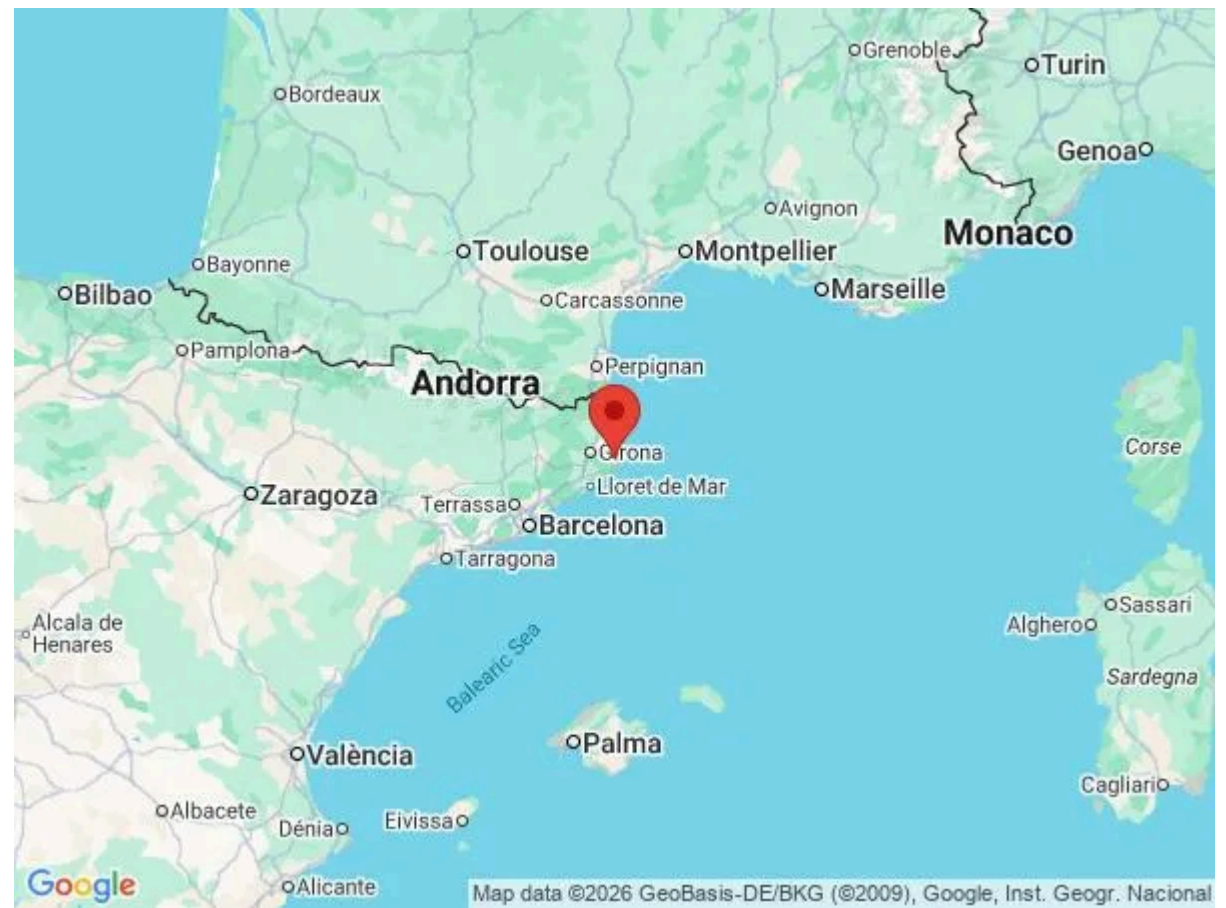 Grenoble
Turin
Bordeaux
Genoa
Avignon
Monaco
Toulouse
Montpellier
Bayonne
Marseille
Bilbao
Carcassonne
Pamplona
Perpignan
Andorra
Corse
Girona
Lloret de Mar
Zaragoza
Terrassa
Barcelona
Tarragona
Sassari
Alcala de
Henares
Alghero
Balearic Sea
Sardegna
Palma
València
Cagliari
Albacete
Eivissa
Dénia
Google
Alicante
Map data ©2026 GeoBasis-DE/BKG (©2009), Google, Inst. Geogr. Nacional